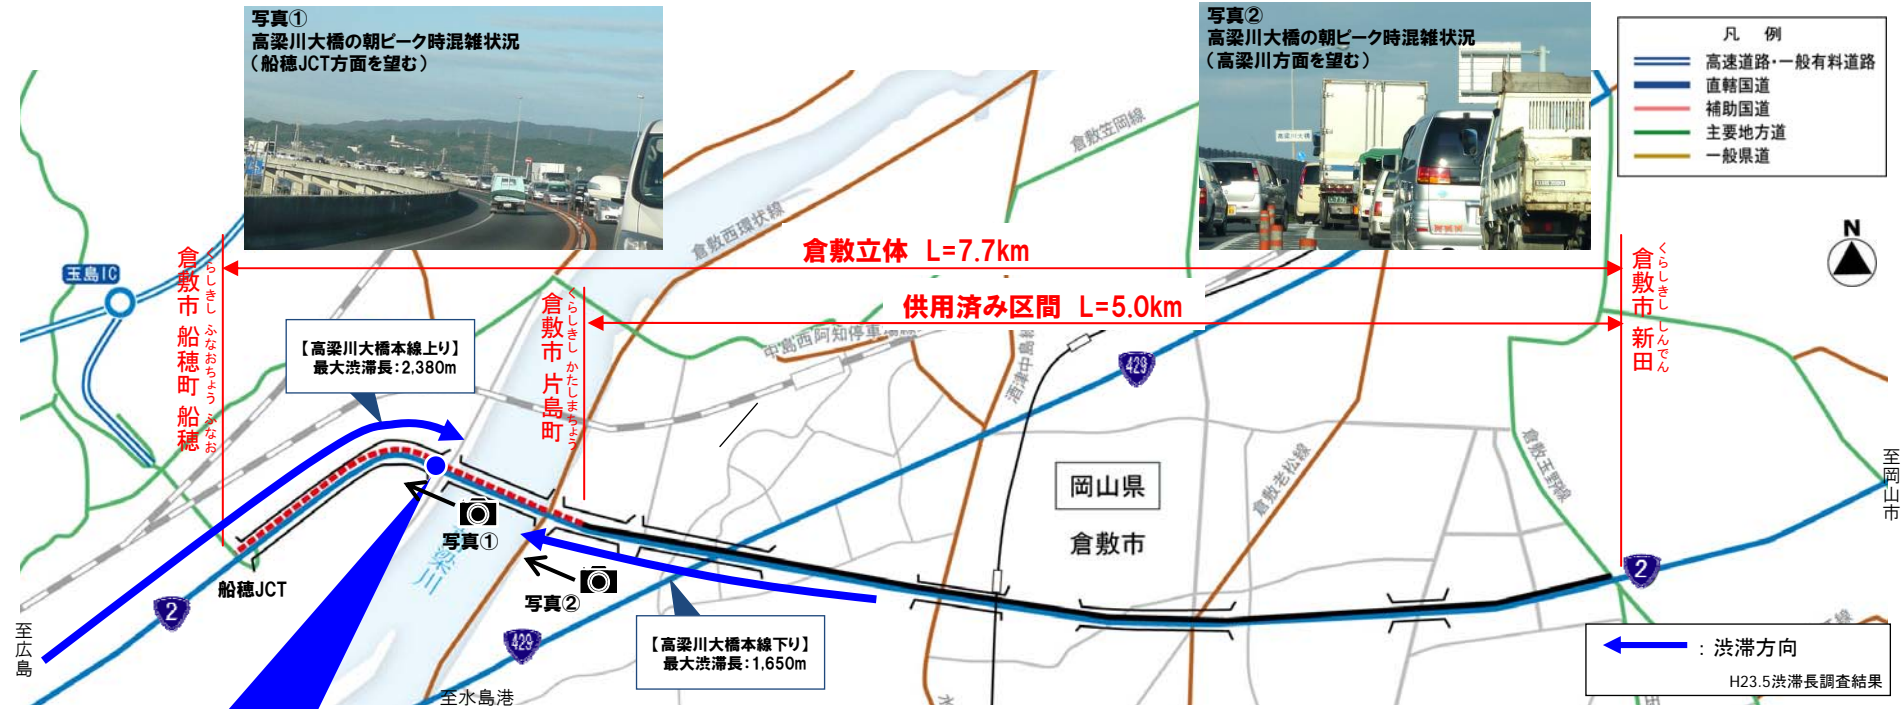 写真①
高梁川大橋の朝ピーク時混雑状況
（船穂JCT方面を望む）
写真②
高梁川大橋の朝ピーク時混雑状況
（高梁川方面を望む）
高梁川大橋
凡 例
高速道路・一般有料道路
直轄国道
補助国道
主要地方道
一般県道
N
倉敷笠岡線
倉敷西環状線
倉敷立体 L=7.7km
供用済み区間 L=5.0km
玉島IC
倉敷市 船穂町 船穂
くらしきし ふなおちょう ふなお
倉敷市 片島町
くらしきし かたしまちょう
倉敷市 新田
くらしきし しんでん
【高梁川大橋本線上り】
最大渋滞長：2,380m
中島西阿知停車
酒津中島
429
倉敷老松線
倉敷玉野線
岡山県
倉敷市
至岡山市
写真①
梁川
船穂JCT
写真②
2
2
429
至広島
【高梁川大橋本線下り】
最大渋滞長：1,650m
至水島港
：渋滞方向
H23.5渋滞長調査結果